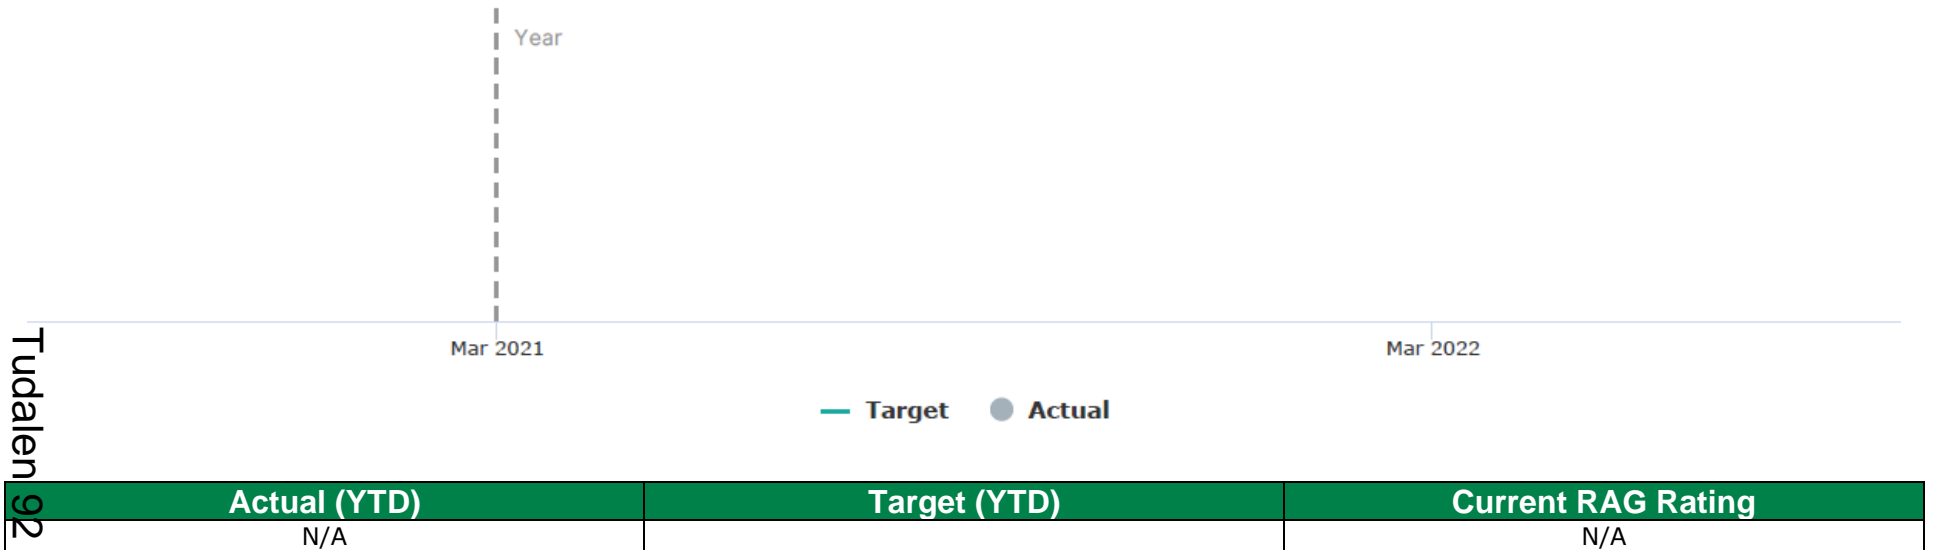 Year
Mar 2021
Mar 2022
Target
Actual
Tudalen 92
Actual (YTD)
Target (YTD)
Current RAG Rating
N/A
N/A